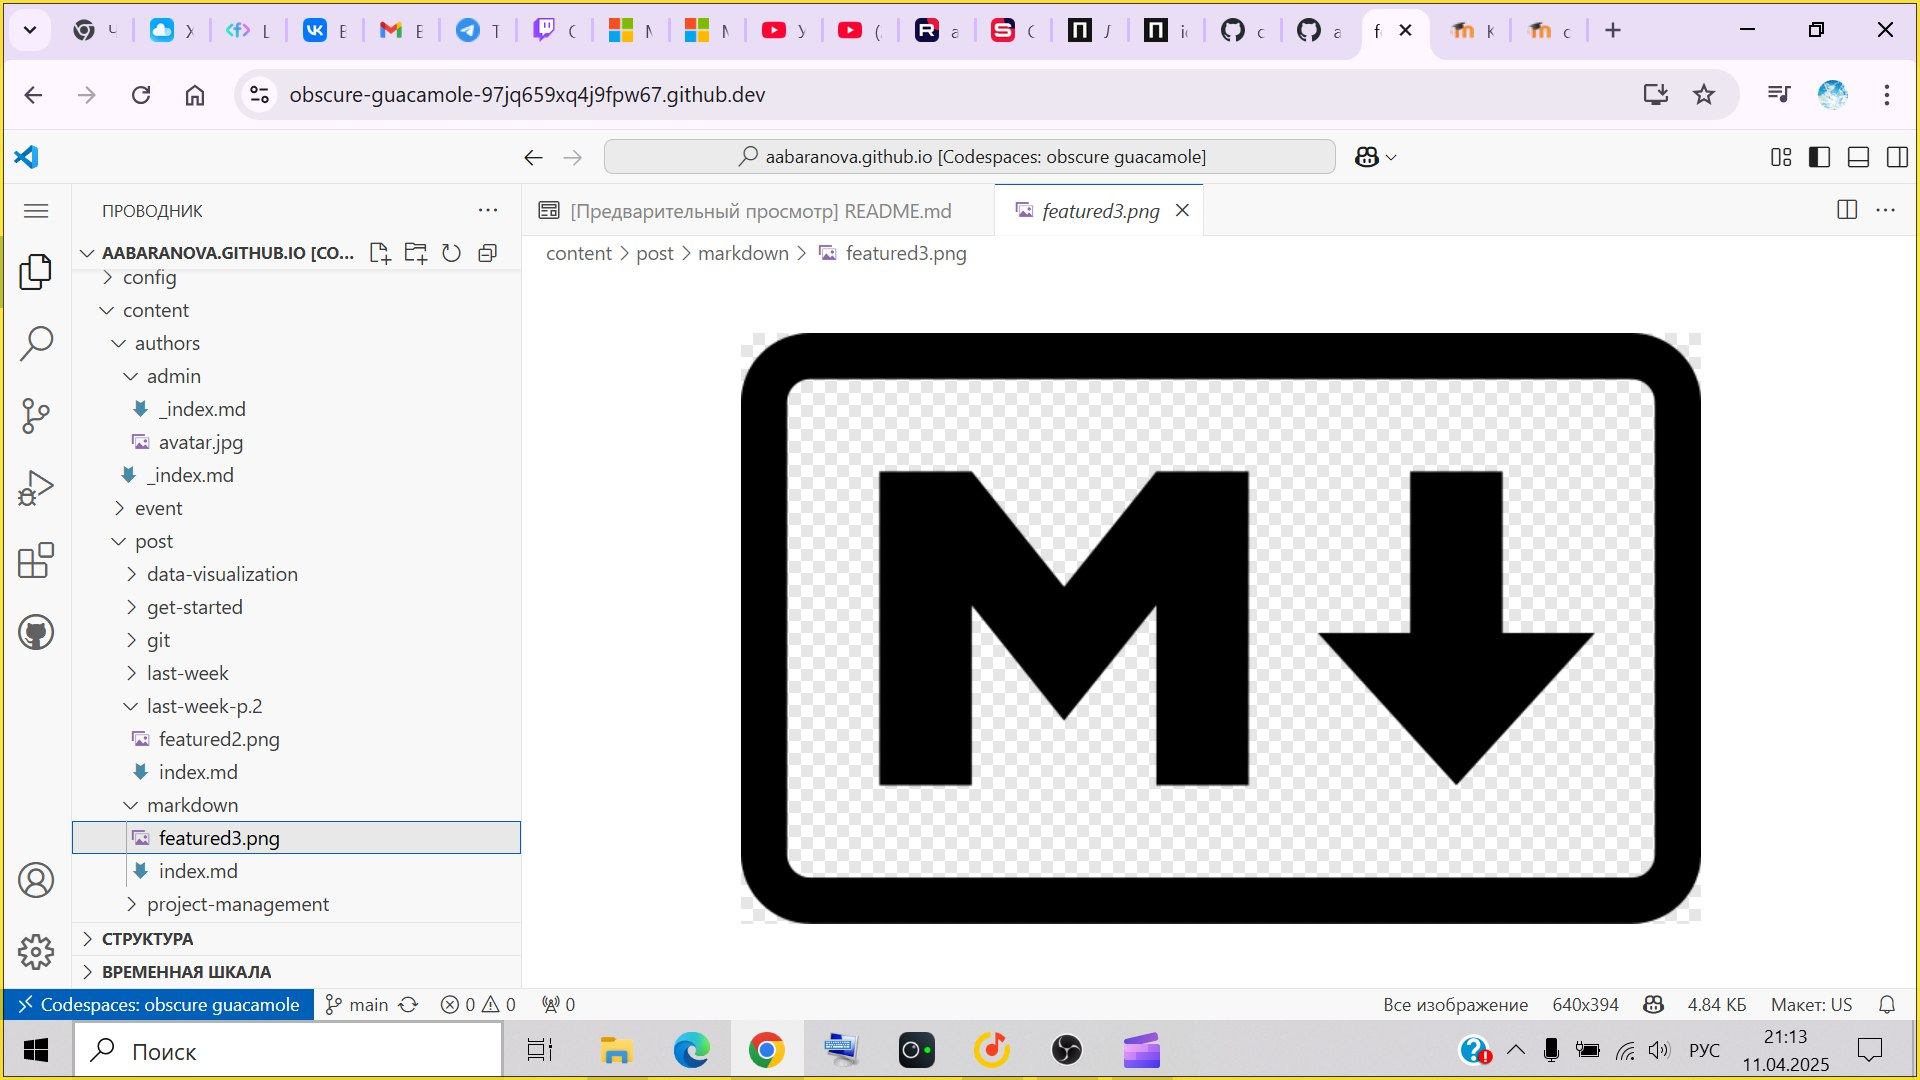 obscure-guacamole-97jq659xq4j9fpw67.github.dev
aabaranova.github.io [Codespaces: obscure guacamole]
ПРОВОДНИК
[Предварительный просмотр] README.md
featured3.png
AABARANOVA.GITHUB.IO [CO...
content
post
markdown
featured3.png
config
content
authors
admin
_index.md
avatar.jpg
_index.md
event
post
data-visualization
get-started
git
last-week
last-week-p.2
featured2.png
index.md
markdown
featured3.png
index.md
project-management
СТРУКТУРА
ВРЕМЕННАЯ ШКАЛА
M
Codespaces: obscure guacamole
main
0
0
0
Все изображение
640x394
4.84 КБ
Макет: US
Поиск
РУС
21:13
11.04.2025